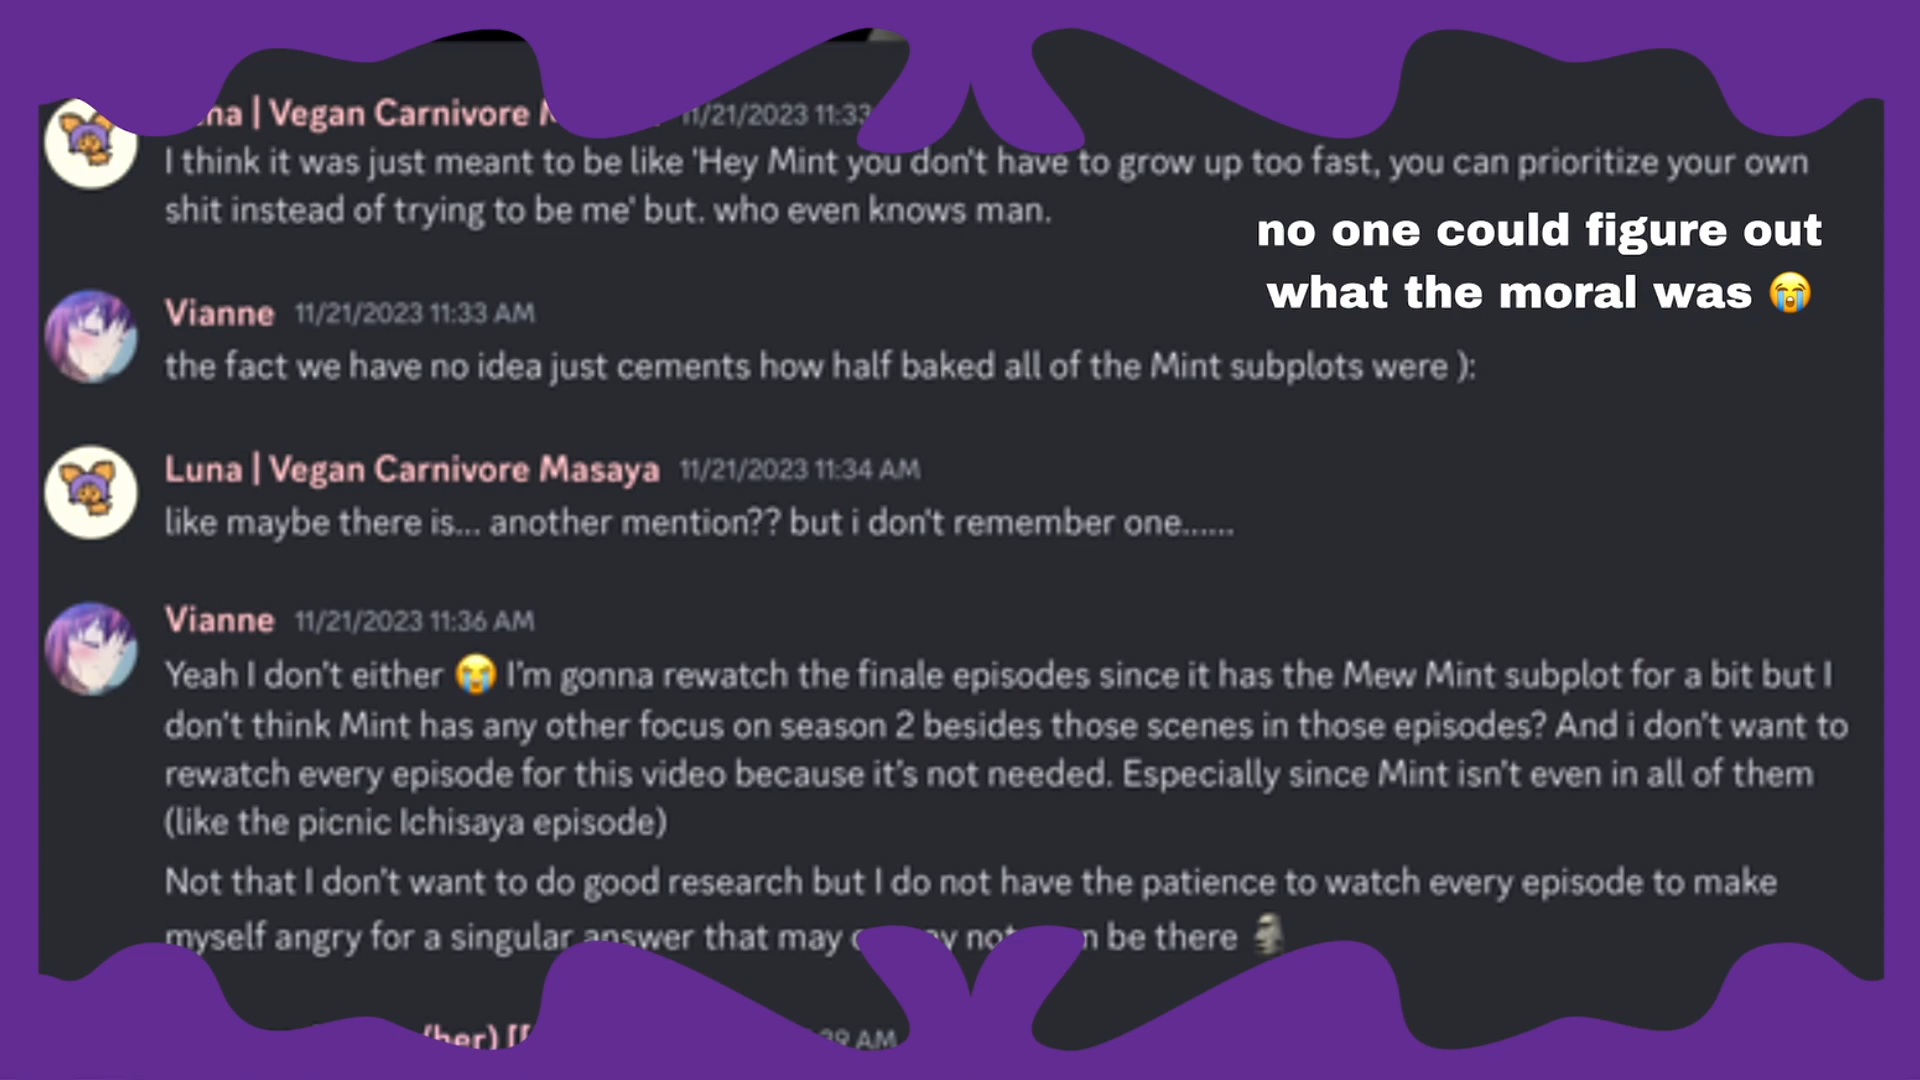 na | Vegan Carnivore 11/21/2023 11:33
I think it was just meant to be like 'Hey Mint you don't have to grow up too fast, you can prioritize your own
shit instead of trying to be me' but. who even knows man.
no one could figure out
what the moral was 😭
Vianne 11/21/2023 11:33 AM
the fact we have no idea just cements how half baked all of the Mint subplots were ):
Luna | Vegan Carnivore Masaya 11/21/2023 11:34 AM
like maybe there is... another mention?? but i don't remember one......
Vianne 11/21/2023 11:36 AM
Yeah I don't either 😭 I'm gonna rewatch the finale episodes since it has the Mew Mint subplot for a bit but I
don't think Mint has any other focus on season 2 besides those scenes in those episodes? And i don't want to
rewatch every episode for this video because it's not needed. Especially since Mint isn't even in all of them
(like the picnic Ichisaya episode)
Not that I don't want to do good research but I do not have the patience to watch every episode to make
myself angry for a singular answer that may be there 🗿
her) AM